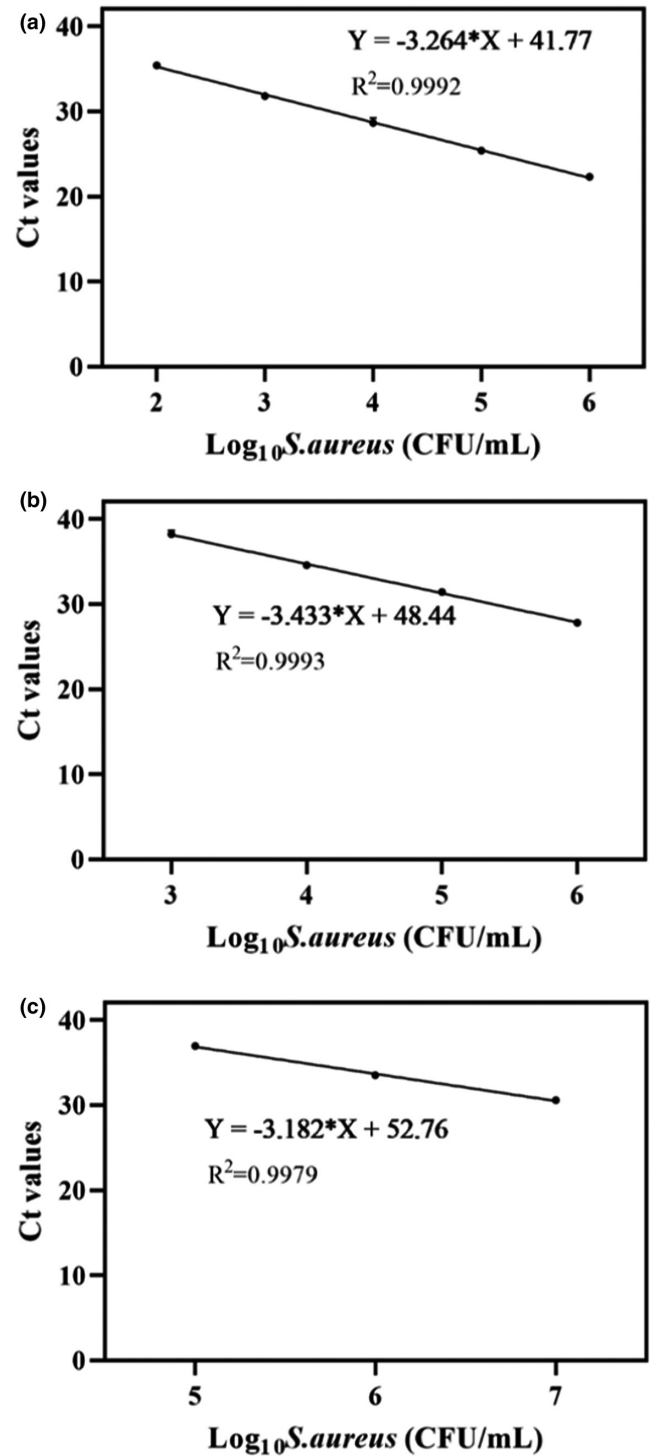 (a)
40
30
20
10
0
Ct values
Y = -3.264*X + 41.77
R²=0.9992
2 3 4 5 6
Log₁₀S.aureus (CFU/mL)
(b)
40
30
20
10
0
Ct values
Y = -3.433*X + 48.44
R²=0.9993
3 4 5 6
Log₁₀S.aureus (CFU/mL)
(c)
40
30
20
10
0
Ct values
Y = -3.182*X + 52.76
R²=0.9979
5 6 7
Log₁₀S.aureus (CFU/mL)